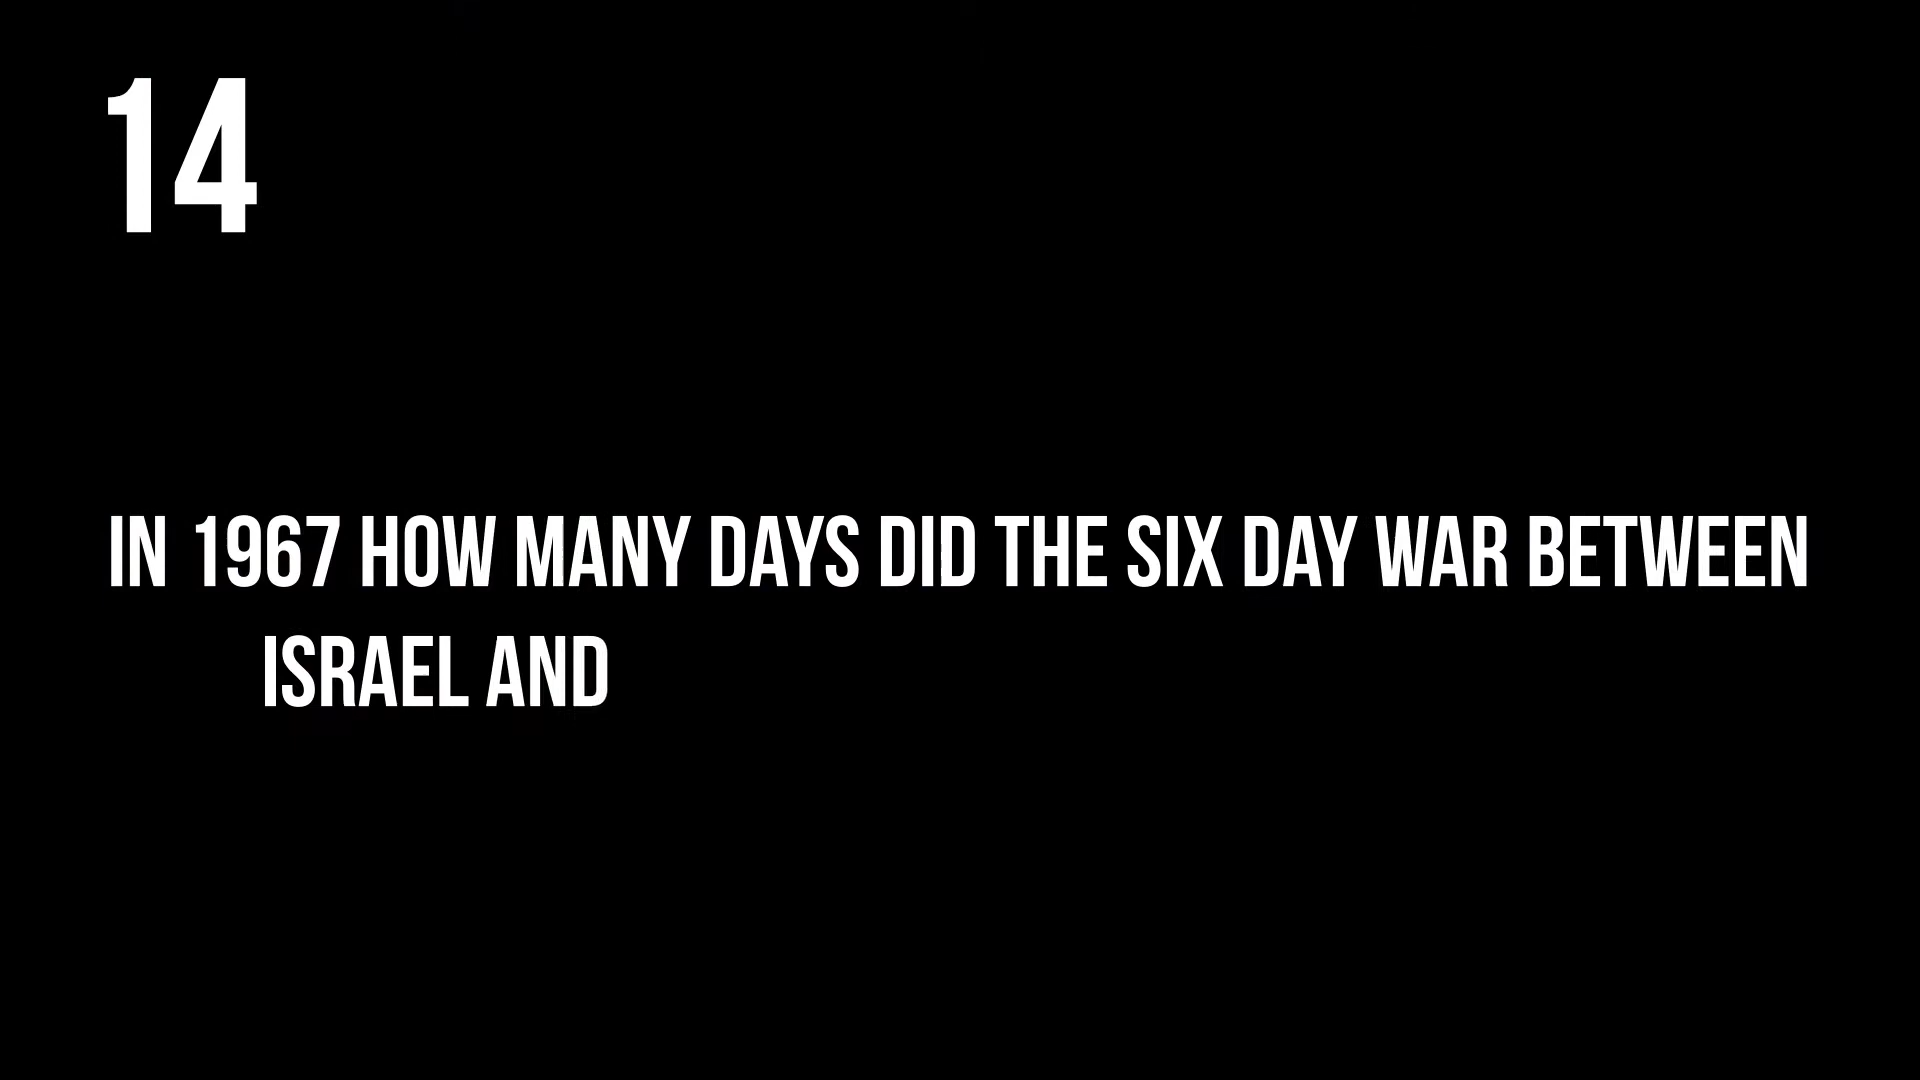 14
IN 1967 HOW MANY DAYS DID THE SIX DAY WAR BETWEEN
ISRAEL AND